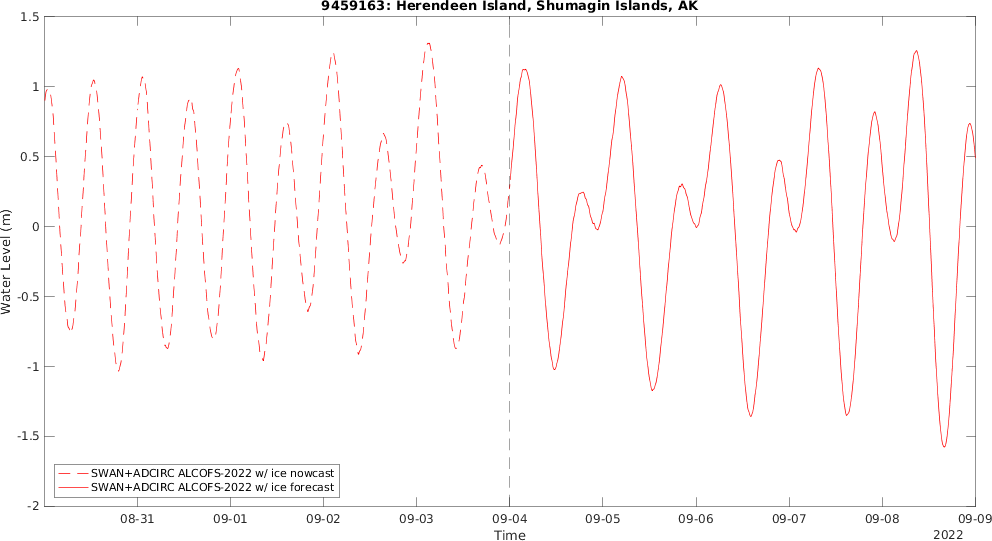 9459163: Herendeen Island, Shumagin Islands, AK
1.5
1
0.5
0
-0.5
-1
-1.5
-2
Water Level (m)
SWAN+ADCIRC ALCOFS-2022 w/ ice nowcast
SWAN+ADCIRC ALCOFS-2022 w/ ice forecast
08-31 09-01 09-02 09-03 09-04 09-05 09-06 09-07 09-08 09-09
Time
2022